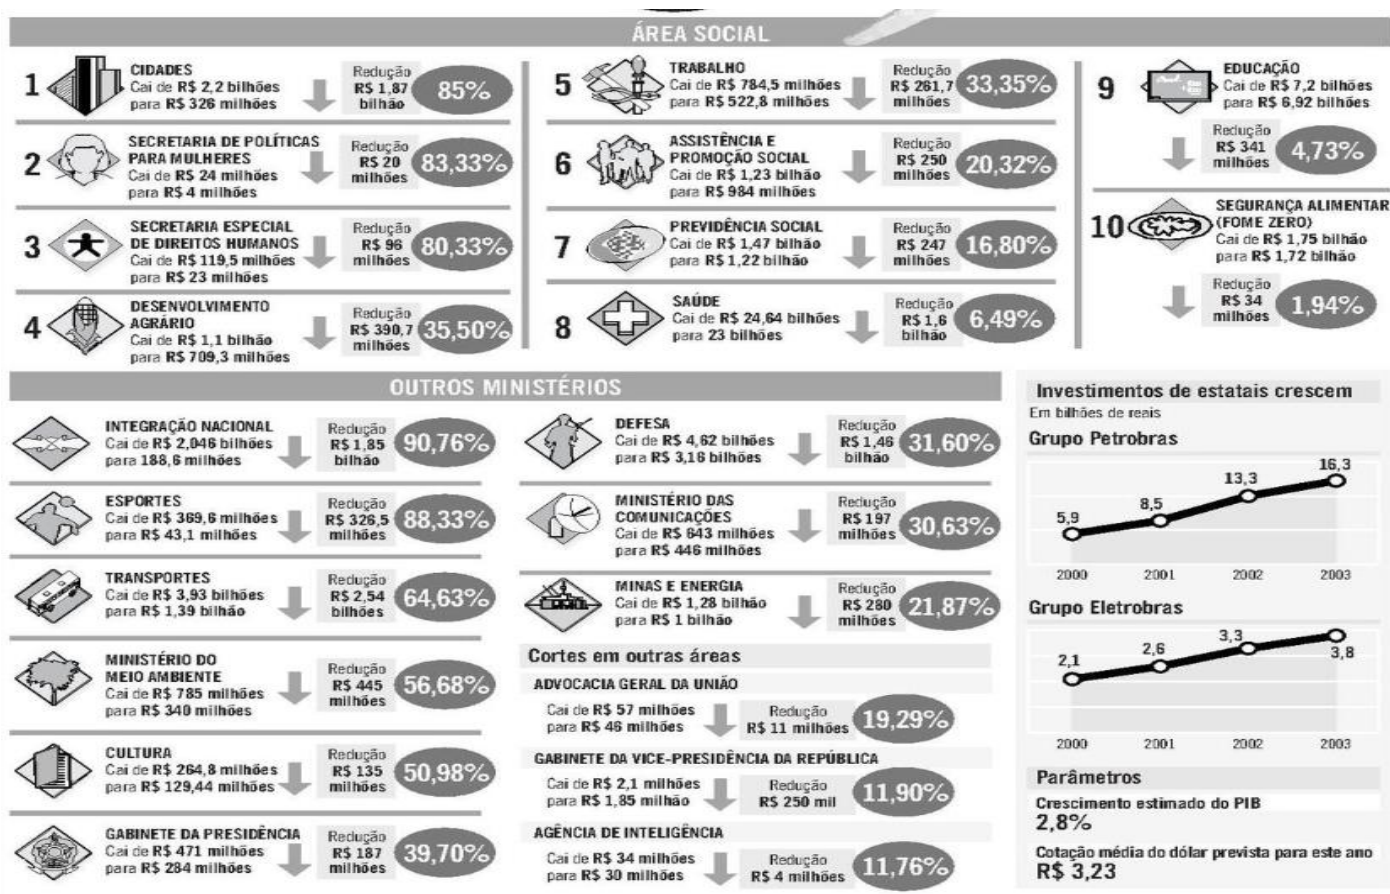 ÁREA SOCIAL
1
CIDADES
Cai de R$ 2,2 bilhões
para R$ 326 milhões
Redução
R$ 1,87
bilhão
85%
2
SECRETARIA DE POLÍTICAS
PARA MULHERES
Cai de R$ 24 milhões
para R$ 4 milhões
Redução
R$ 20
milhões
83,33%
3
SECRETARIA ESPECIAL
DE DIREITOS HUMANOS
Cai de R$ 119,5 milhões
para R$ 23 milhões
Redução
R$ 96
milhões
80,33%
4
DESENVOLVIMENTO
AGRÁRIO
Cai de R$ 1,1 bilhão
para R$ 709,3 milhões
Redução
R$ 390,7
milhões
35,50%
5
TRABALHO
Cai de R$ 784,5 milhões
para R$ 522,8 milhões
Redução
R$ 261,7
milhões
33,35%
6
ASSISTÊNCIA E
PROMOÇÃO SOCIAL
Cai de R$ 1,23 bilhão
para R$ 984 milhões
Redução
R$ 250
milhões
20,32%
7
PREVIDÊNCIA SOCIAL
Cai de R$ 1,47 bilhão
para R$ 1,22 bilhão
Redução
R$ 247
milhões
16,80%
8
SAÚDE
Cai de R$ 24,64 bilhões
para 23 bilhões
Redução
R$ 1,6
bilhão
6,49%
9
EDUCAÇÃO
Cai de R$ 7,2 bilhões
para R$ 6,92 bilhões
Redução
R$ 341
milhões
4,73%
10
SEGURANÇA ALIMENTAR
(FOME ZERO)
Cai de R$ 1,75 bilhão
para R$ 1,72 bilhão
Redução
R$ 34
milhões
1,94%
OUTROS MINISTÉRIOS
INTEGRAÇÃO NACIONAL
Cai de R$ 2,046 bilhões
para 188,6 milhões
Redução
R$ 1,85
bilhão
90,76%
ESPORTES
Cai de R$ 369,6 milhões
para R$ 43,1 milhões
Redução
R$ 326,5
milhões
88,33%
TRANSPORTES
Cai de R$ 3,93 bilhões
para R$ 1,39 bilhão
Redução
R$ 2,54
bilhões
64,63%
MINISTÉRIO DO
MEIO AMBIENTE
Cai de R$ 785 milhões
para R$ 340 milhões
Redução
R$ 445
milhões
56,68%
CULTURA
Cai de R$ 264,8 milhões
para R$ 129,44 milhões
Redução
R$ 135
milhões
50,98%
GABINETE DA PRESIDÊNCIA
Cai de R$ 471 milhões
para R$ 284 milhões
Redução
R$ 187
milhões
39,70%
DEFESA
Cai de R$ 4,62 bilhões
para R$ 3,16 bilhões
Redução
R$ 1,46
bilhão
31,60%
MINISTÉRIO DAS
COMUNICAÇÕES
Cai de R$ 643 milhões
para R$ 446 milhões
Redução
R$ 197
milhões
30,63%
MINAS E ENERGIA
Cai de R$ 1,28 bilhão
para R$ 1 bilhão
Redução
R$ 280
milhões
21,87%
Cortes em outras áreas
ADVOCACIA GERAL DA UNIÃO
Cai de R$ 57 milhões
para R$ 46 milhões
Redução
R$ 11 milhões
19,29%
GABINETE DA VICE-PRESIDÊNCIA DA REPÚBLICA
Cai de R$ 2,1 milhões
para R$ 1,85 milhão
Redução
R$ 250 mil
11,90%
AGÊNCIA DE INTELIGÊNCIA
Cai de R$ 34 milhões
para R$ 30 milhões
Redução
R$ 4 milhões
11,76%
Investimentos de estatais crescem
Em bilhões de reais
Grupo Petrobras
5,9
8,5
13,3
16,3
2000 2001 2002 2003
Grupo Eletrobras
2,1
2,6
3,3
3,8
2000 2001 2002 2003
Parâmetros
Crescimento estimado do PIB
2,8%
Cotação média do dólar prevista para este ano
R$ 3,23